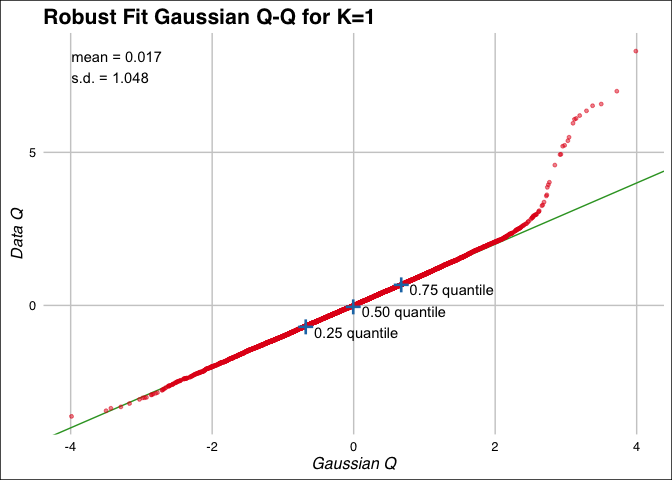 Robust Fit Gaussian Q-Q for K=1
mean = 0.017
s.d. = 1.048
5
Data Q
0.75 quantile
0
0.50 quantile
0.25 quantile
-4 -2 0 2 4
Gaussian Q